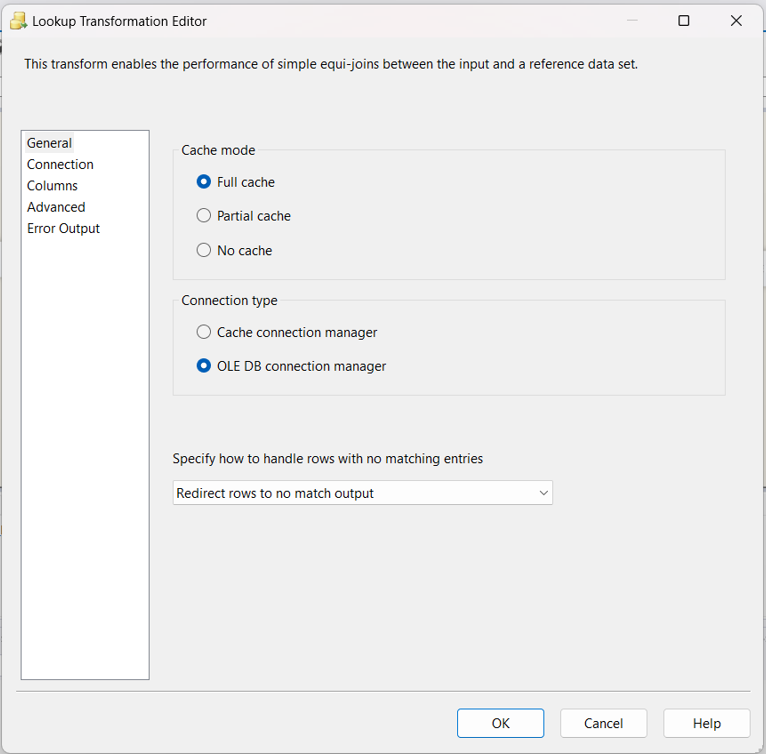 Lookup Transformation Editor
This transform enables the performance of simple equi-joins between the input and a reference data set.
General
Connection
Columns
Advanced
Error Output
Cache mode
Full cache
Partial cache
No cache
Connection type
Cache connection manager
OLE DB connection manager
Specify how to handle rows with no matching entries
Redirect rows to no match output
OK
Cancel
Help